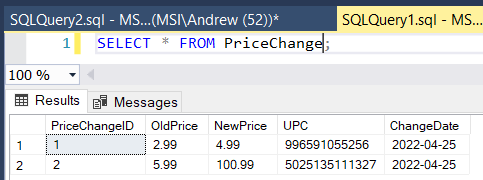 SQLQuery2.sql - MS...(MSI\Andrew (52))* SQLQuery1.sql - MS...
1 SELECT * FROM PriceChange;
100 %
Results Messages
PriceChangeID OldPrice NewPrice UPC ChangeDate
1 1 2.99 4.99 996591055256 2022-04-25
2 2 5.99 100.99 5025135111327 2022-04-25